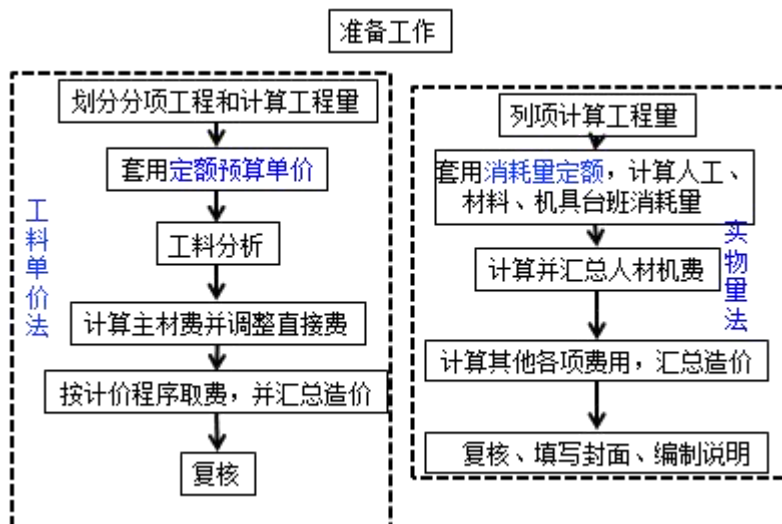 准备工作
工料单价法
划分分项工程和计算工程量
套用定额预算单价
工料分析
计算主材费并调整直接费
按计价程序取费，并汇总造价
复核
列项计算工程量
套用消耗量定额，计算人工、
材料、机具台班消耗量
实物量法
计算并汇总人材机费
计算其他各项费用，汇总造价
复核、填写封面、编制说明